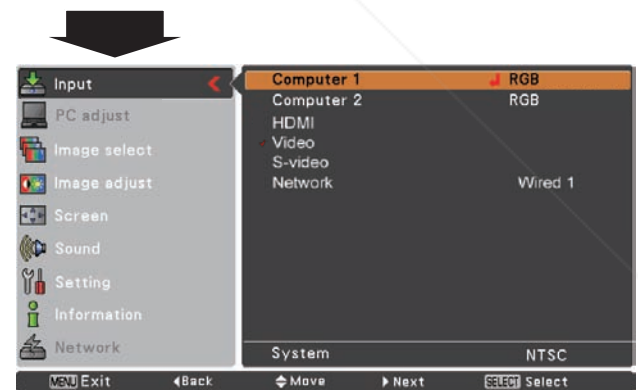 Input
PC adjust
Image select
Image adjust
Screen
Sound
Setting
Information
Network
Computer 1 RGB
Computer 2 RGB
HDMI
Video
S-video
Network Wired 1
System NTSC
MENU Exit Back Move Next SELECT Select